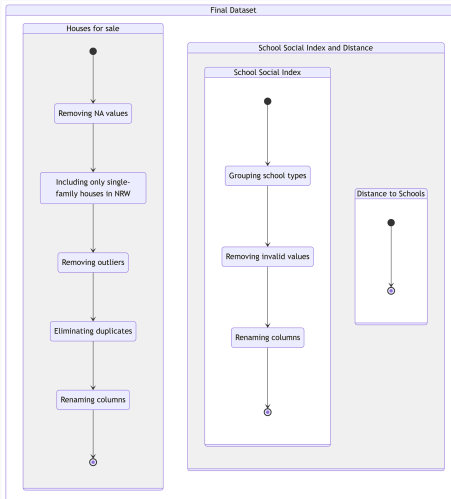 Final Dataset
Houses for sale
Removing NA values
Including only single-
family houses in NRW
Removing outliers
Eliminating duplicates
Renaming columns
School Social Index and Distance
School Social Index
Grouping school types
Removing invalid values
Renaming columns
Distance to Schools